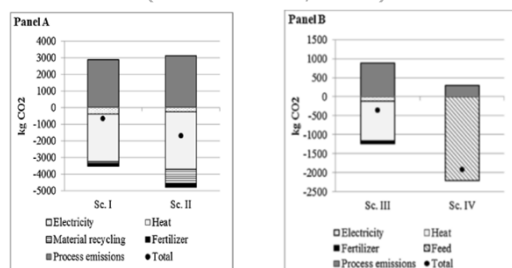 Panel A
4000
3000
2000
1000
0
-1000
-2000
-3000
-4000
-5000
kg CO2
Sc. I Sc. II
Electricity Heat
Material recycling Fertilizer
Process emissions Total
Panel B
1500
1000
500
0
-500
-1000
-1500
-2000
-2500
kg CO2
Sc. III Sc. IV
Electricity Heat
Fertilizer Feed
Process emissions Total